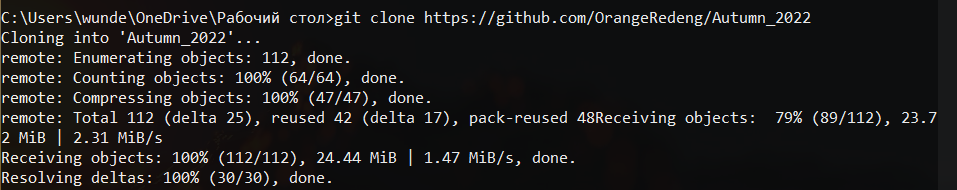 C:\Users\wunde\OneDrive\Рабочий стол>git clone https://github.com/OrangeRedeng/Autumn_2022
Cloning into 'Autumn_2022'...
remote: Enumerating objects: 112, done.
remote: Counting objects: 100% (64/64), done.
remote: Compressing objects: 100% (47/47), done.
remote: Total 112 (delta 25), reused 42 (delta 17), pack-reused 48Receiving objects:  79% (89/112), 23.7
2 MiB | 2.31 MiB/s
Receiving objects: 100% (112/112), 24.44 MiB | 1.47 MiB/s, done.
Resolving deltas: 100% (30/30), done.